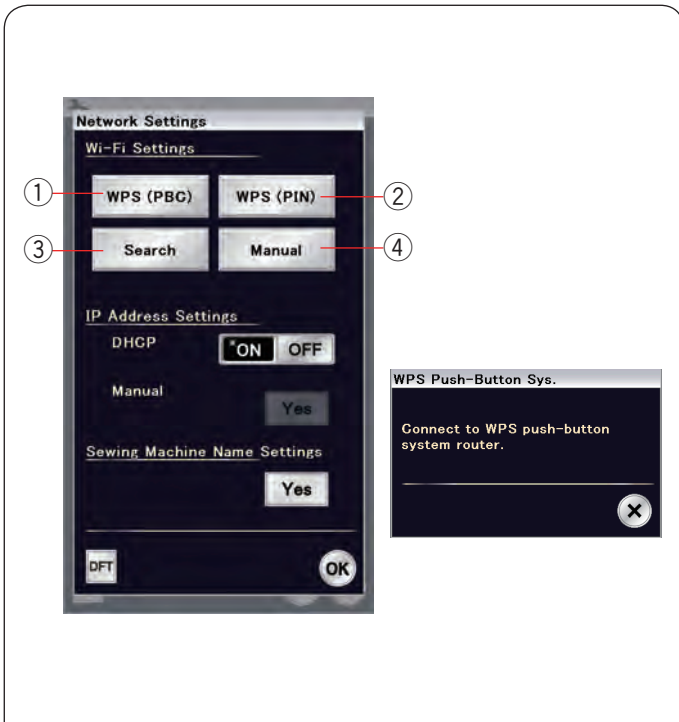 Network Settings
Wi-Fi Settings
① WPS (PBC) WPS (PIN) ②
③ Search Manual ④
IP Address Settings
DHCP *ON OFF
Manual Yes
Sewing Machine Name Settings
Yes
DFT OK
WPS Push-Button Sys.
Connect to WPS push-button
system router.